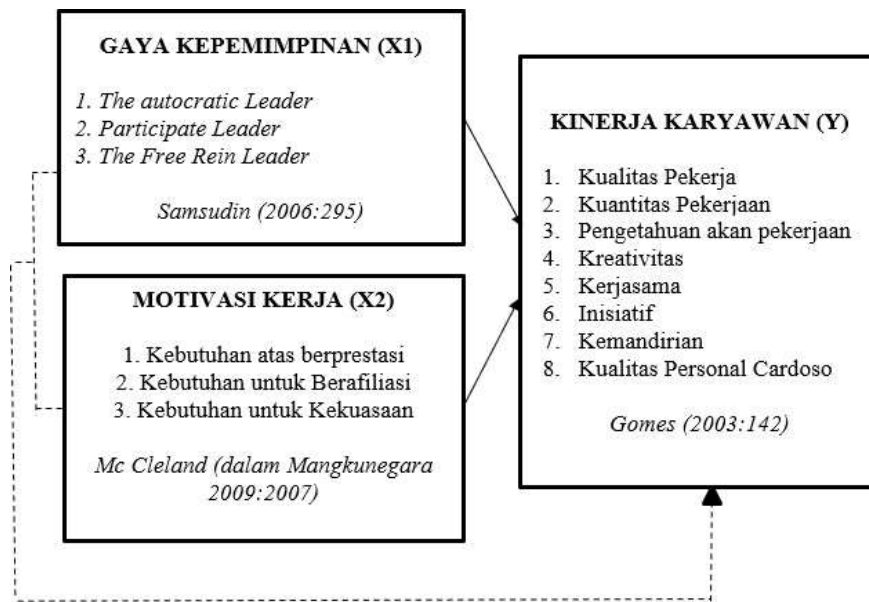 GAYA KEPEMIMPINAN (X1)
1. The autocratic Leader
2. Participate Leader
3. The Free Rein Leader
Samsudin (2006:295)
MOTIVASI KERJA (X2)
1. Kebutuhan atas berprestasi
2. Kebutuhan untuk Berafiliasi
3. Kebutuhan untuk Kekuasaan
Mc Cleland (dalam Mangkunegara
2009:2007)
KINERJA KARYAWAN (Y)
1. Kualitas Pekerja
2. Kuantitas Pekerjaan
3. Pengetahuan akan pekerjaan
4. Kreativitas
5. Kerjasama
6. Inisiatif
7. Kemandirian
8. Kualitas Personal Cardoso
Gomes (2003:142)